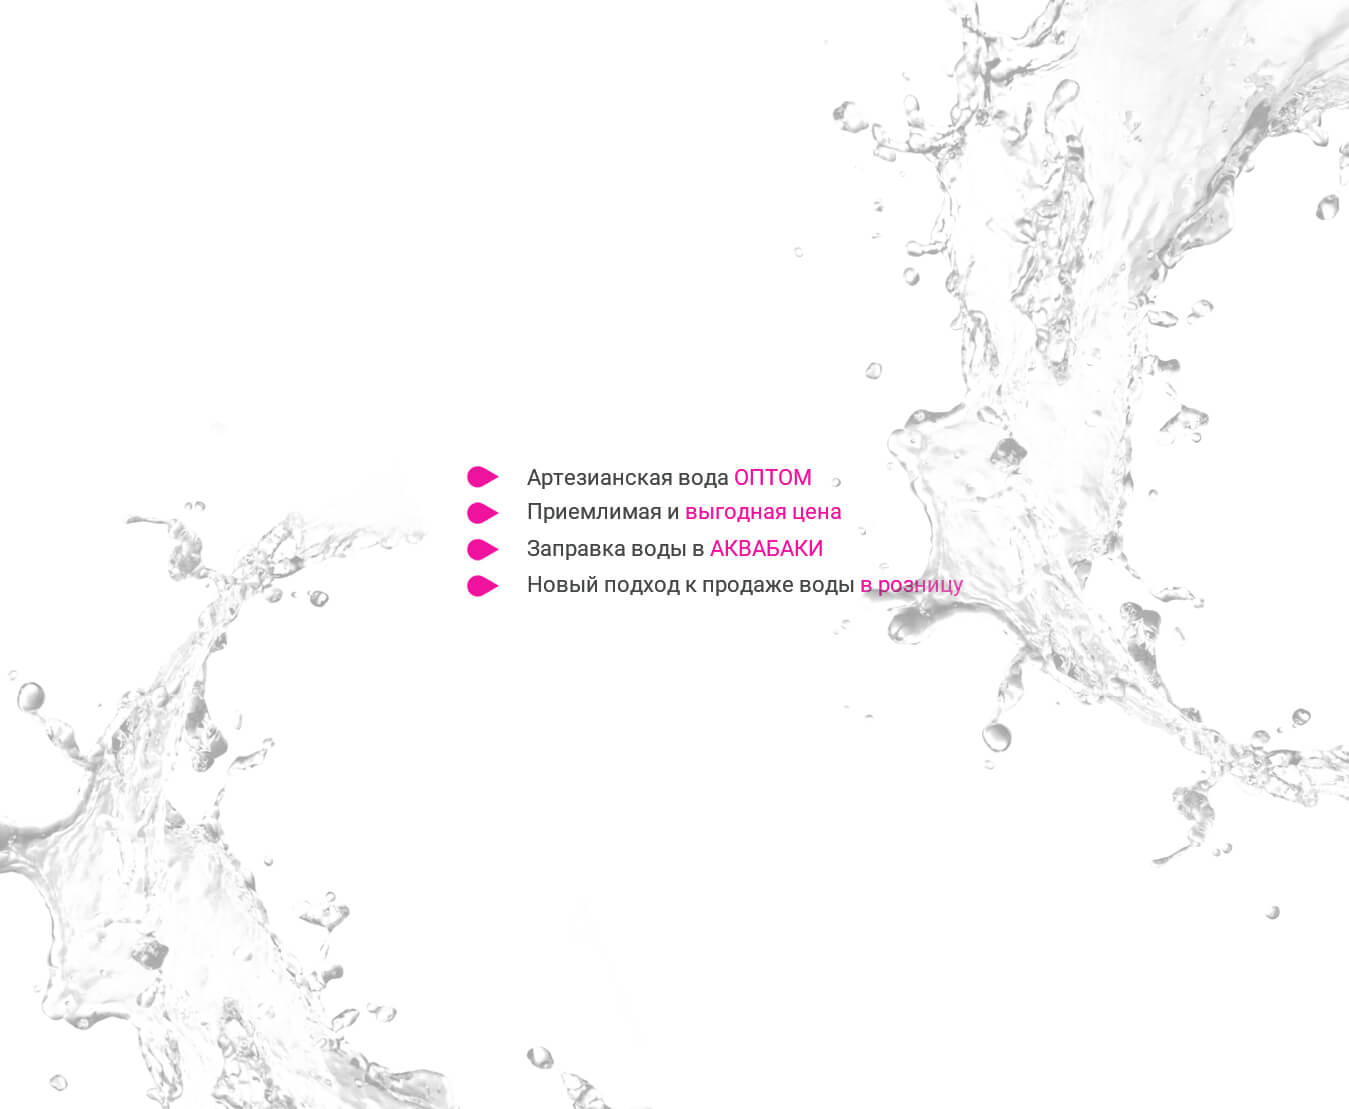 Артезианская вода ОПТОМ
Приемлимая и выгодная цена
Заправка воды в АКВАБАКИ
Новый подход к продаже воды в розницу